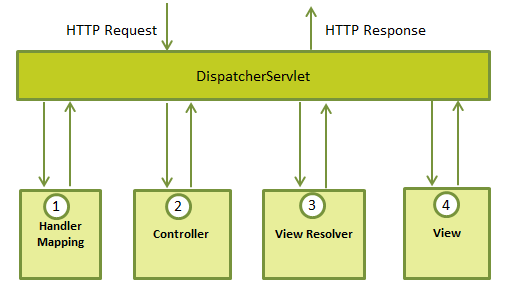 HTTP Request
HTTP Response
DispatcherServlet
1
Handler
Mapping
2
Controller
3
View Resolver
4
View